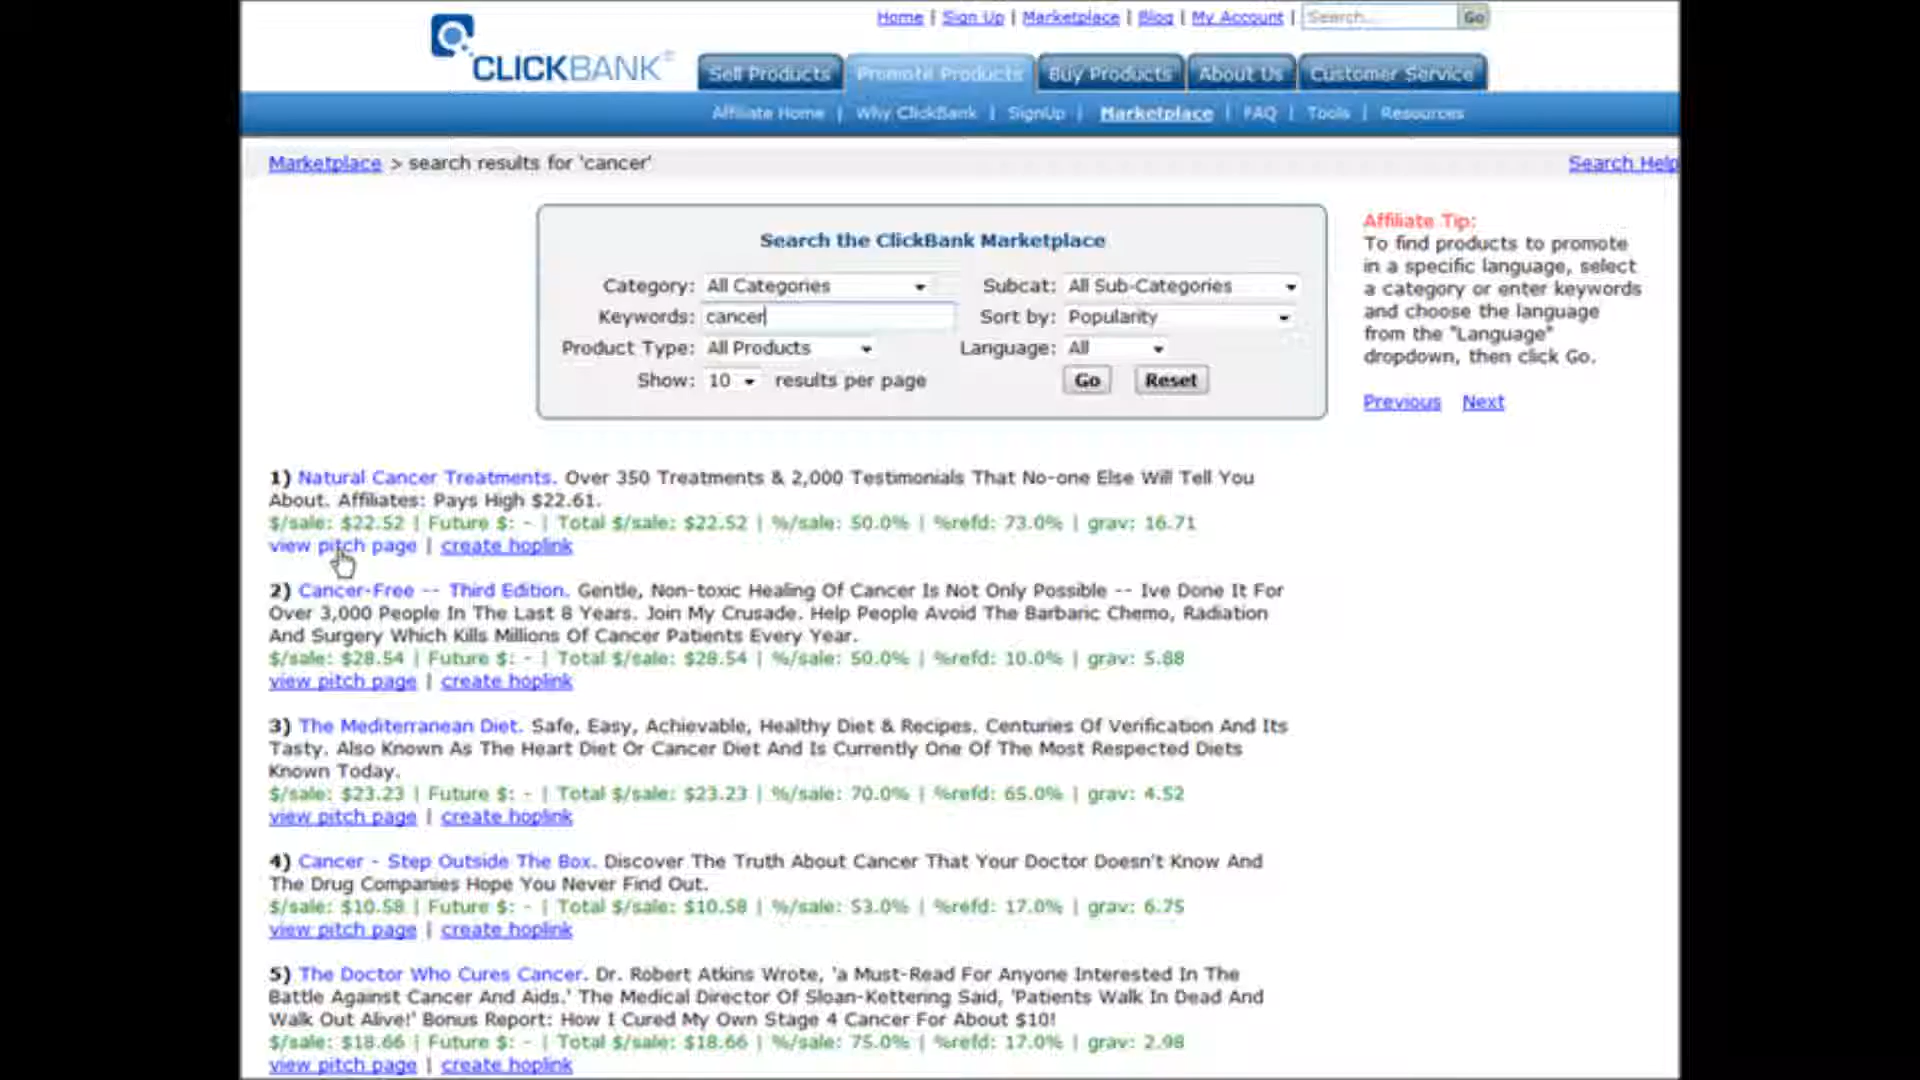 Home | Sign Up | Marketplace | Blog | My Account | Search... Go
CLICKBANK®
Sell Products Promote Products Buy Products About Us Customer Service
Affiliate Home | Why ClickBank | SignUp | Marketplace | FAQ | Tools | Resources
Marketplace > search results for 'cancer'
Search Help
Search the ClickBank Marketplace
Category: All Categories Subcat: All Sub-Categories
Keywords: cancer Sort by: Popularity
Product Type: All Products Language: All
Show: 10 results per page Go Reset
Affiliate Tip:
To find products to promote
in a specific language, select
a category or enter keywords
and choose the language
from the "Language"
dropdown, then click Go.
Previous Next
1) Natural Cancer Treatments. Over 350 Treatments & 2,000 Testimonials That No-one Else Will Tell You
About. Affiliates: Pays High $22.61.
$/sale: $22.52 | Future $: - | Total $/sale: $22.52 | %/sale: 50.0% | %refd: 73.0% | grav: 16.71
view pitch page | create hoplink
2) Cancer-Free -- Third Edition. Gentle, Non-toxic Healing Of Cancer Is Not Only Possible -- Ive Done It For
Over 3,000 People In The Last 8 Years. Join My Crusade. Help People Avoid The Barbaric Chemo, Radiation
And Surgery Which Kills Millions Of Cancer Patients Every Year.
$/sale: $28.54 | Future $: - | Total $/sale: $28.54 | %/sale: 50.0% | %refd: 10.0% | grav: 5.88
view pitch page | create hoplink
3) The Mediterranean Diet. Safe, Easy, Achievable, Healthy Diet & Recipes. Centuries Of Verification And Its
Tasty. Also Known As The Heart Diet Or Cancer Diet And Is Currently One Of The Most Respected Diets
Known Today.
$/sale: $23.23 | Future $: - | Total $/sale: $23.23 | %/sale: 70.0% | %refd: 65.0% | grav: 4.52
view pitch page | create hoplink
4) Cancer - Step Outside The Box. Discover The Truth About Cancer That Your Doctor Doesn't Know And
The Drug Companies Hope You Never Find Out.
$/sale: $10.58 | Future $: - | Total $/sale: $10.58 | %/sale: 53.0% | %refd: 17.0% | grav: 6.75
view pitch page | create hoplink
5) The Doctor Who Cures Cancer. Dr. Robert Atkins Wrote, 'a Must-Read For Anyone Interested In The
Battle Against Cancer And Aids.' The Medical Director Of Sloan-Kettering Said, 'Patients Walk In Dead And
Walk Out Alive!' Bonus Report: How I Cured My Own Stage 4 Cancer For About $10!
$/sale: $18.66 | Future $: - | Total $/sale: $18.66 | %/sale: 75.0% | %refd: 17.0% | grav: 2.98
view pitch page | create hoplink